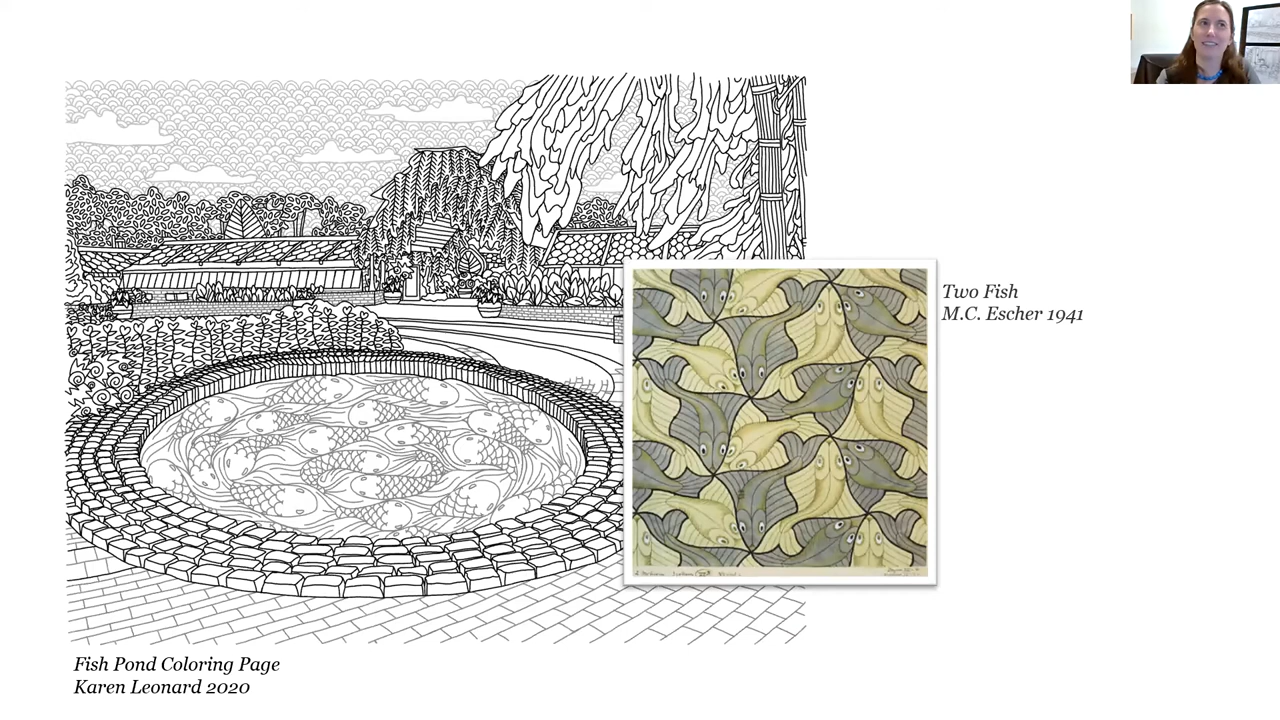 Two Fish
M.C. Escher 1941
Fish Pond Coloring Page
Karen Leonard 2020